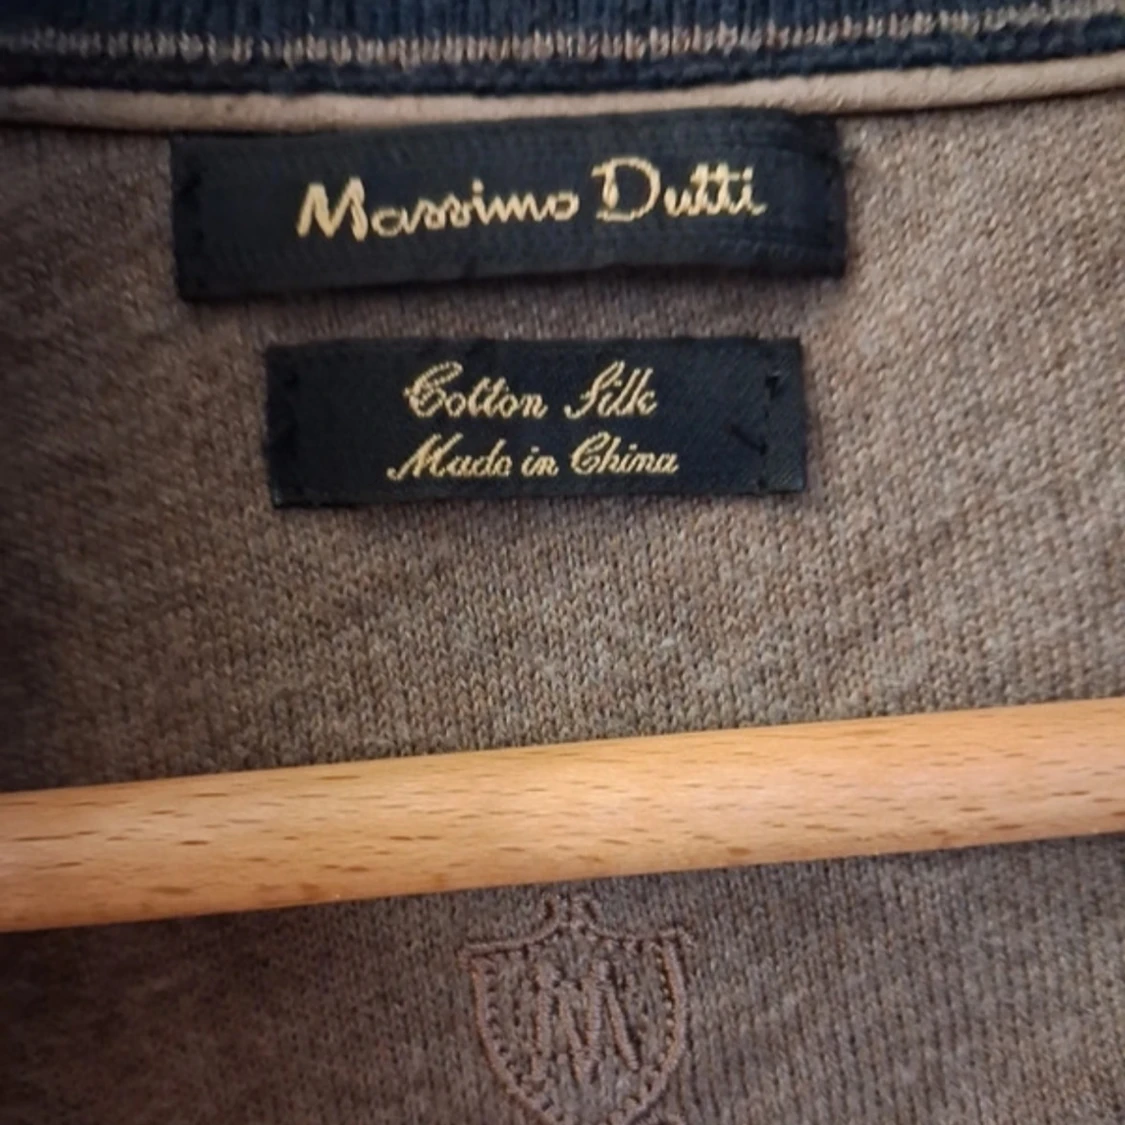 Massimo Dutti
Cotton Silk
Made in China
M